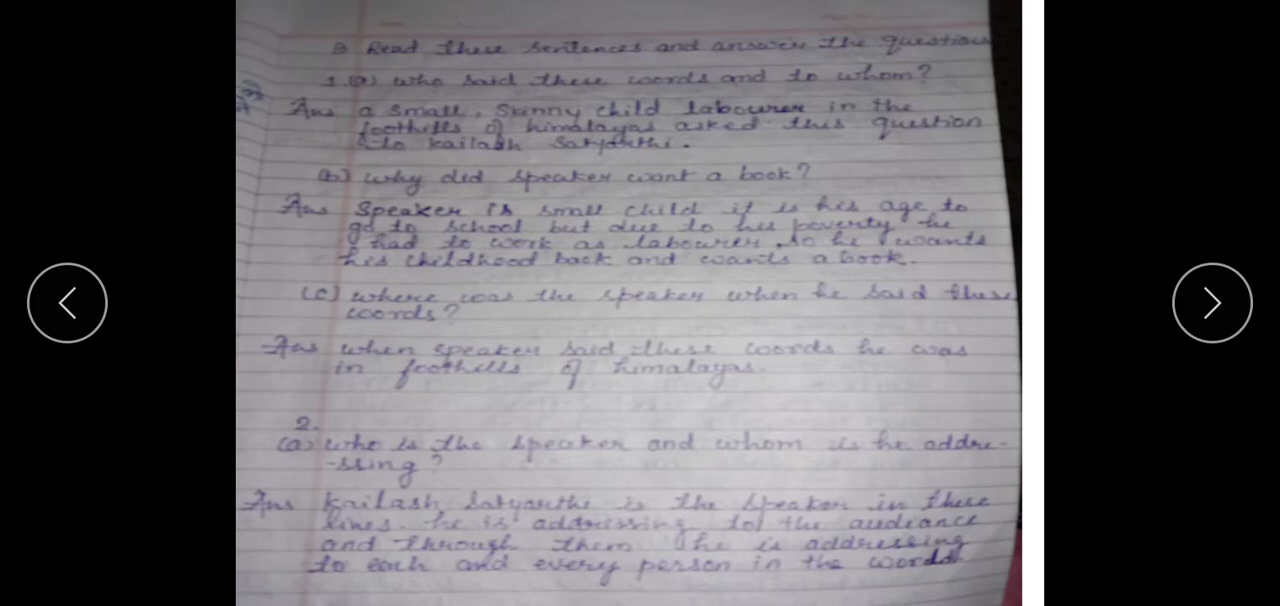 B Read these sentences and answer the question
1.(a) who said these words and to whom?
Ans a small, skinny child labourer in the
foothills of himalayas asked this question
to kailash satyarthi.
(b) why did speaker want a book?
Ans Speaker is small child it is his age to
go to school but due to his poverty he
had to work as labourer, so he wants
his childhood back and wants a book.
(c) where was the speaker when he said these
words?
Ans when speaker said these words he was
in foothills of himalayas.
2.
(a) who is the speaker and whom is he addre-
-ssing?
Ans kailash satyarthi is the speaker in these
lines. he is addressing to the audiance
and through them he is addressing
to each and every person in the